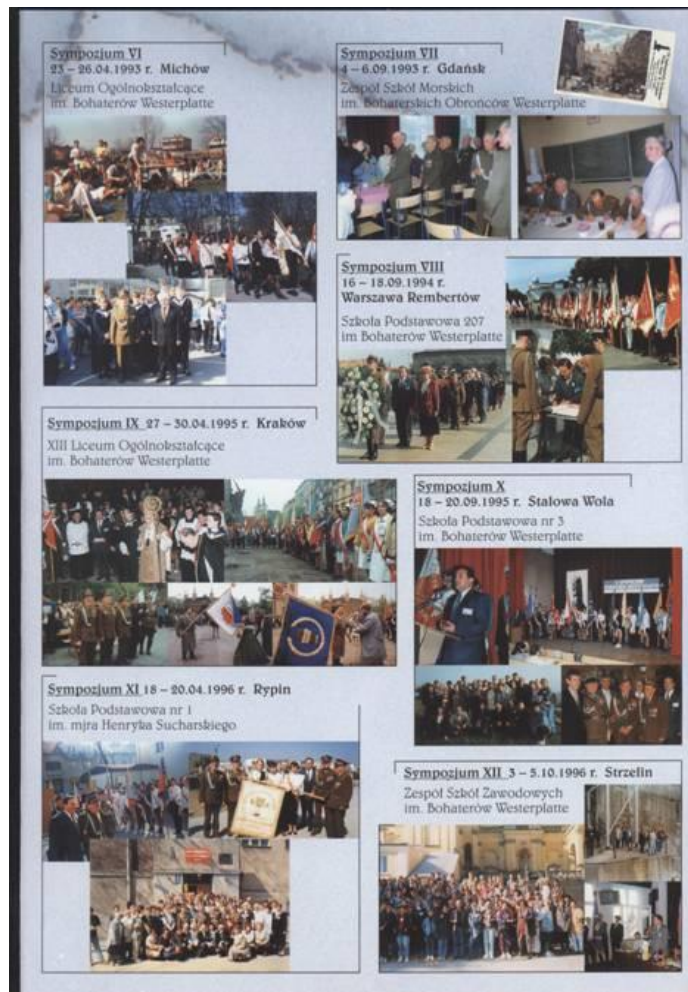 Sympozjum VI
23 – 26.04.1993 r. Michów
Liceum Ogólnokształcące
im. Bohaterów Westerplatte
Sympozjum VII
4 – 6.09.1993 r. Gdańsk
Zespół Szkół Morskich
im. Bohaterskich Obrońców Westerplatte
Sympozjum VIII
16 – 18.09.1994 r.
Warszawa Rembertów
Szkoła Podstawowa 207
im Bohaterów Westerplatte
Sympozjum IX 27 – 30.04.1995 r. Kraków
XIII Liceum Ogólnokształcące
im. Bohaterów Westerplatte
Sympozjum X
18 – 20.09.1995 r. Stalowa Wola
Szkoła Podstawowa nr 3
im. Bohaterów Westerplatte
Sympozjum XI 18 – 20.04.1996 r. Rypin
Szkoła Podstawowa nr 1
im. mjra Henryka Sucharskiego
Sympozjum XII 3 – 5.10.1996 r. Strzelin
Zespół Szkół Zawodowych
im. Bohaterów Westerplatte